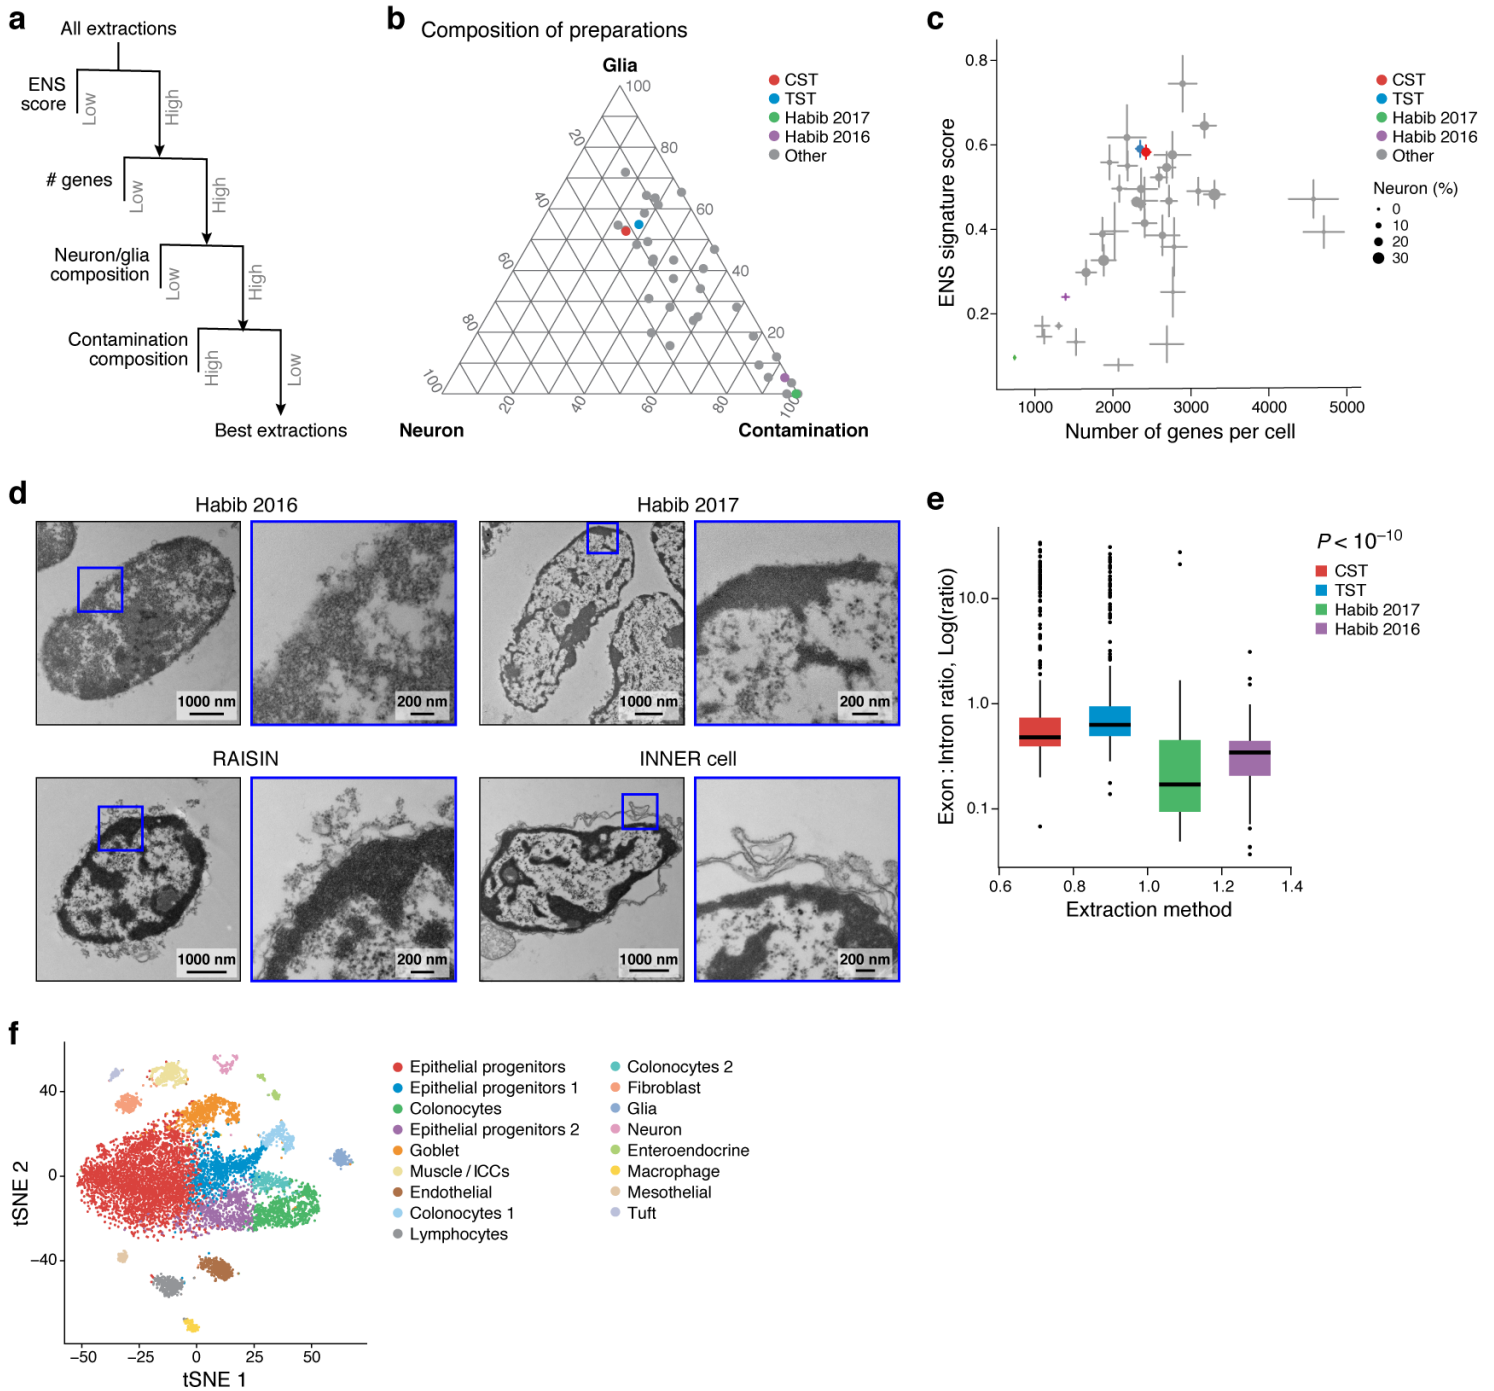 a
All extractions
ENS
score
Low
High
# genes
Low
High
Neuron/glia
composition
Low
High
Contamination
composition
High
Low
Best extractions
b
Composition of preparations
Glia
100
80
60
40
20
20
40
60
80
100
20
40
60
80
100
Neuron
Contamination
CST
TST
Habib 2017
Habib 2016
Other
c
ENS signature score
0.8
0.6
0.4
0.2
1000 2000 3000 4000 5000
Number of genes per cell
CST
TST
Habib 2017
Habib 2016
Other
Neuron (%)
0
10
20
30
d
Habib 2016
1000 nm
200 nm
Habib 2017
1000 nm
200 nm
RAISIN
1000 nm
200 nm
INNER cell
1000 nm
200 nm
e
Exon : Intron ratio, Log(ratio)
10.0
1.0
0.1
0.6 0.8 1.0 1.2 1.4
Extraction method
P < 10⁻¹⁰
CST
TST
Habib 2017
Habib 2016
f
tSNE 2
40
0
−40
−50 −25 0 25 50
tSNE 1
Epithelial progenitors
Epithelial progenitors 1
Colonocytes
Epithelial progenitors 2
Goblet
Muscle / ICCs
Endothelial
Colonocytes 1
Lymphocytes
Colonocytes 2
Fibroblast
Glia
Neuron
Enteroendocrine
Macrophage
Mesothelial
Tuft